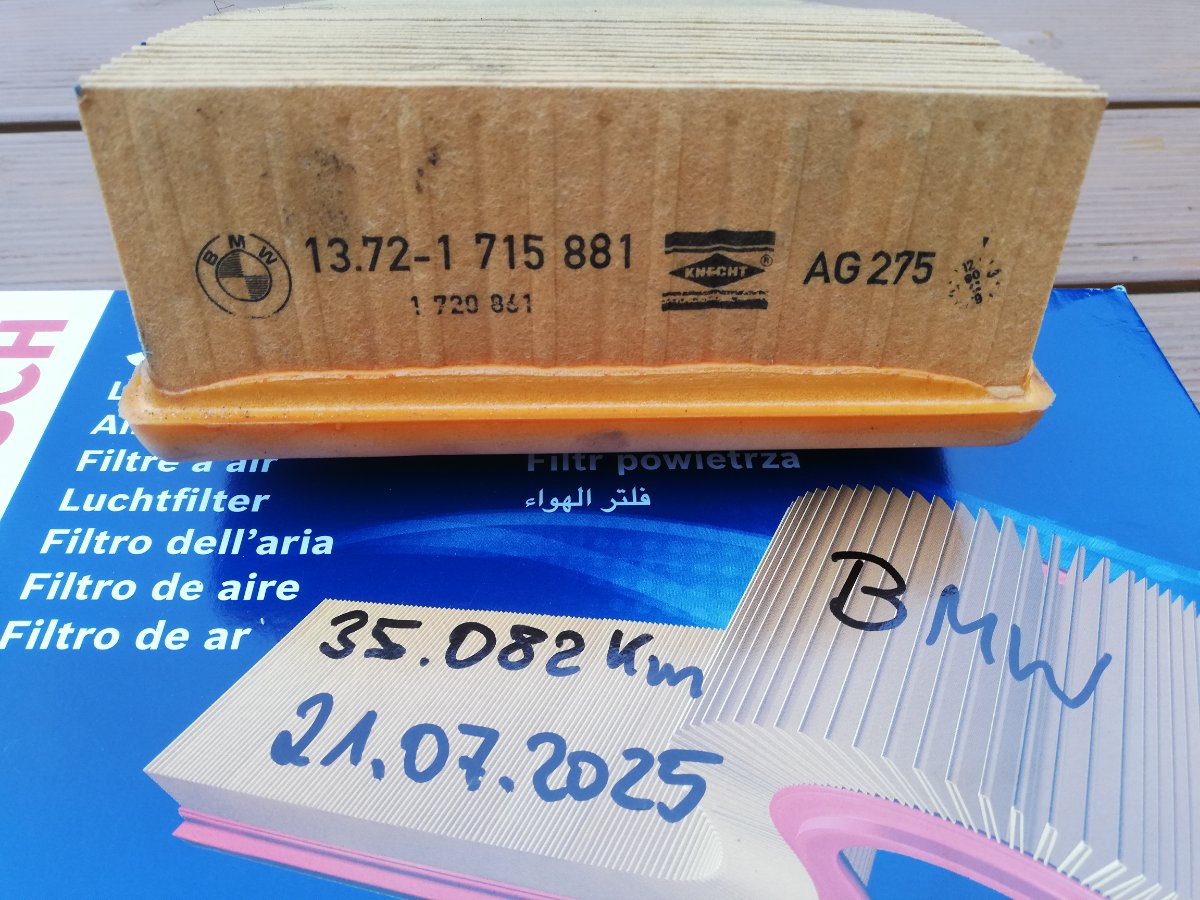 BMW
13.72-1 715 881
1 720 861
KNECHT ®
AG 275
Filtre à air
Luchtfilter
Filtro dell'aria
Filtro de aire
Filtro de ar
Filtr powietrza
فلتر الهواء
35.082 Km
21.07.2025
BMW